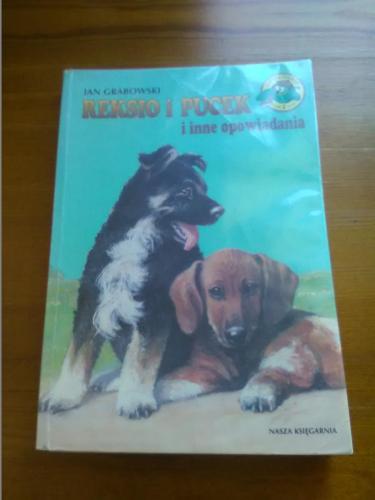 JAN GRABOWSKI
REKSIO i PUCEK
i inne opowiadania
NASZA KSIĘGARNIA